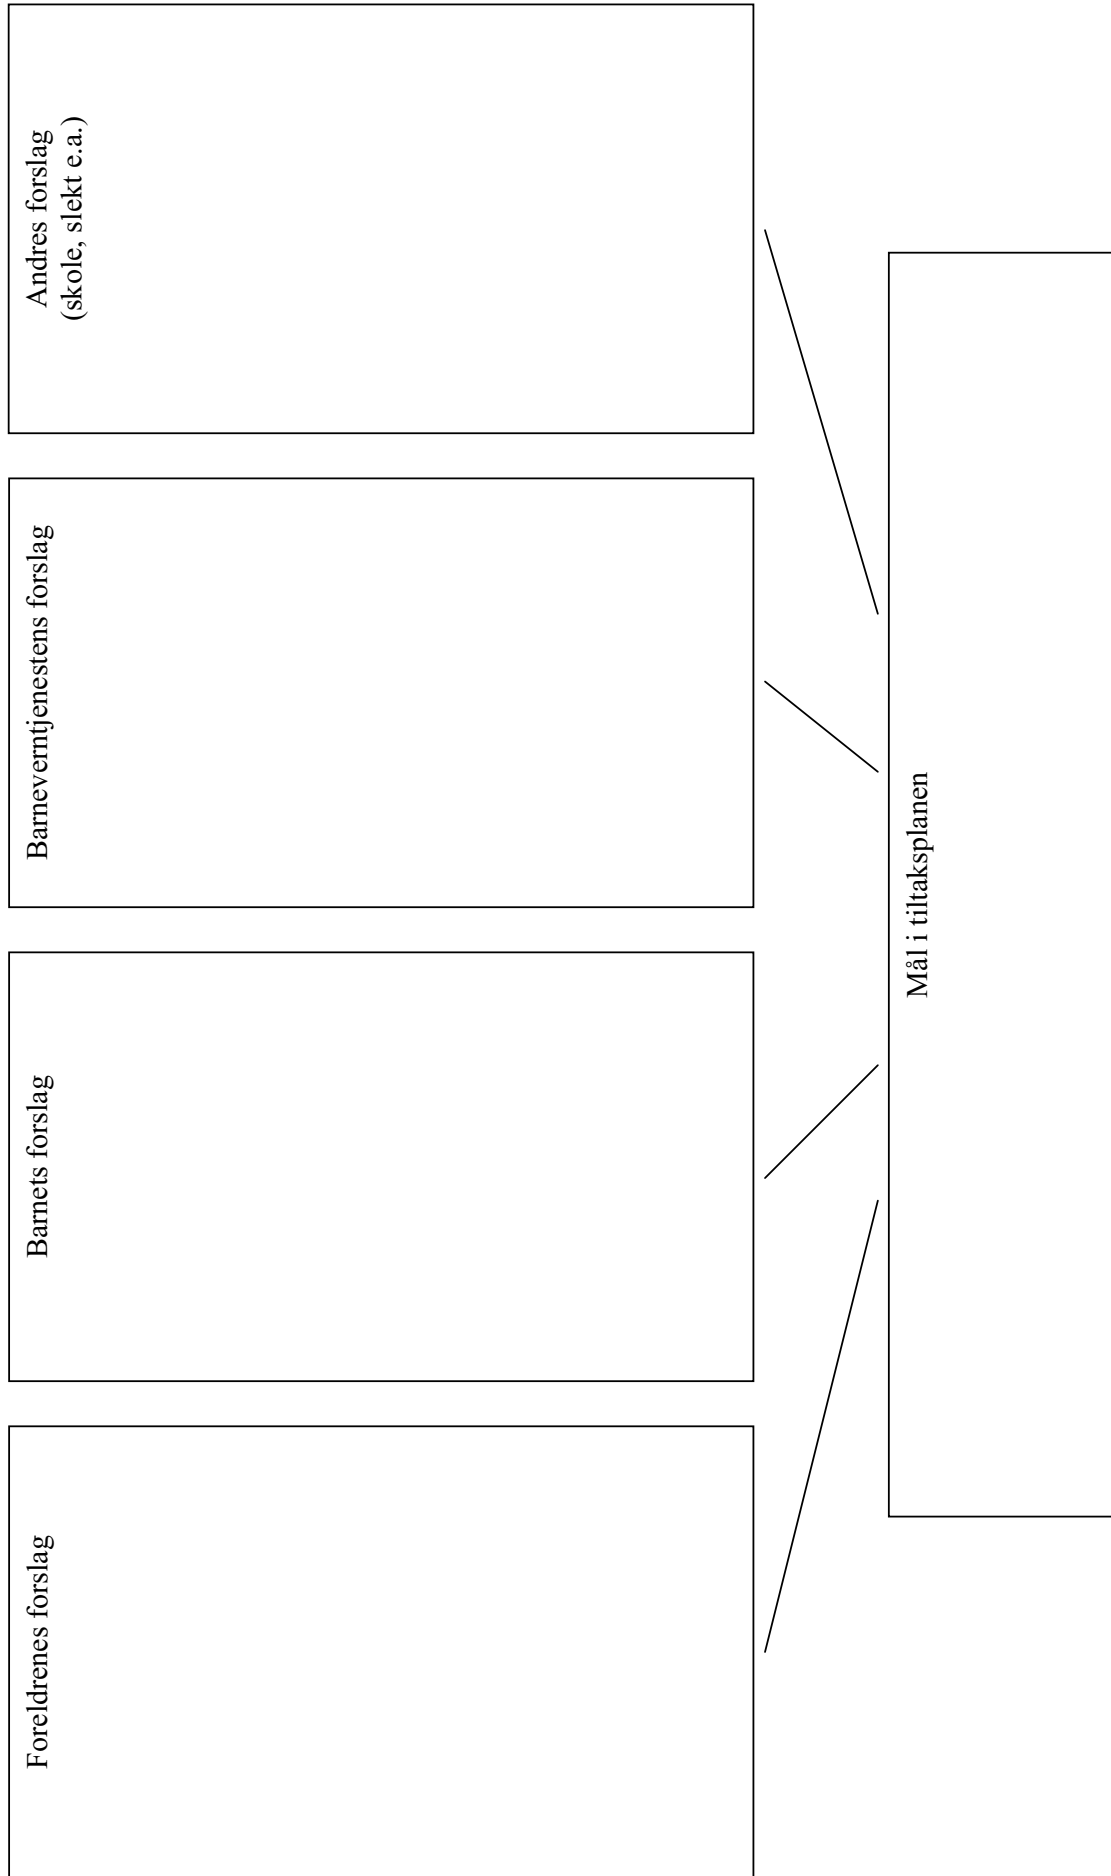 Foreldrenes forslag
Barnets forslag
Barneverntjenestens forslag
Andres forslag
(skole, slekt e.a.)
Mål i tiltaksplanen